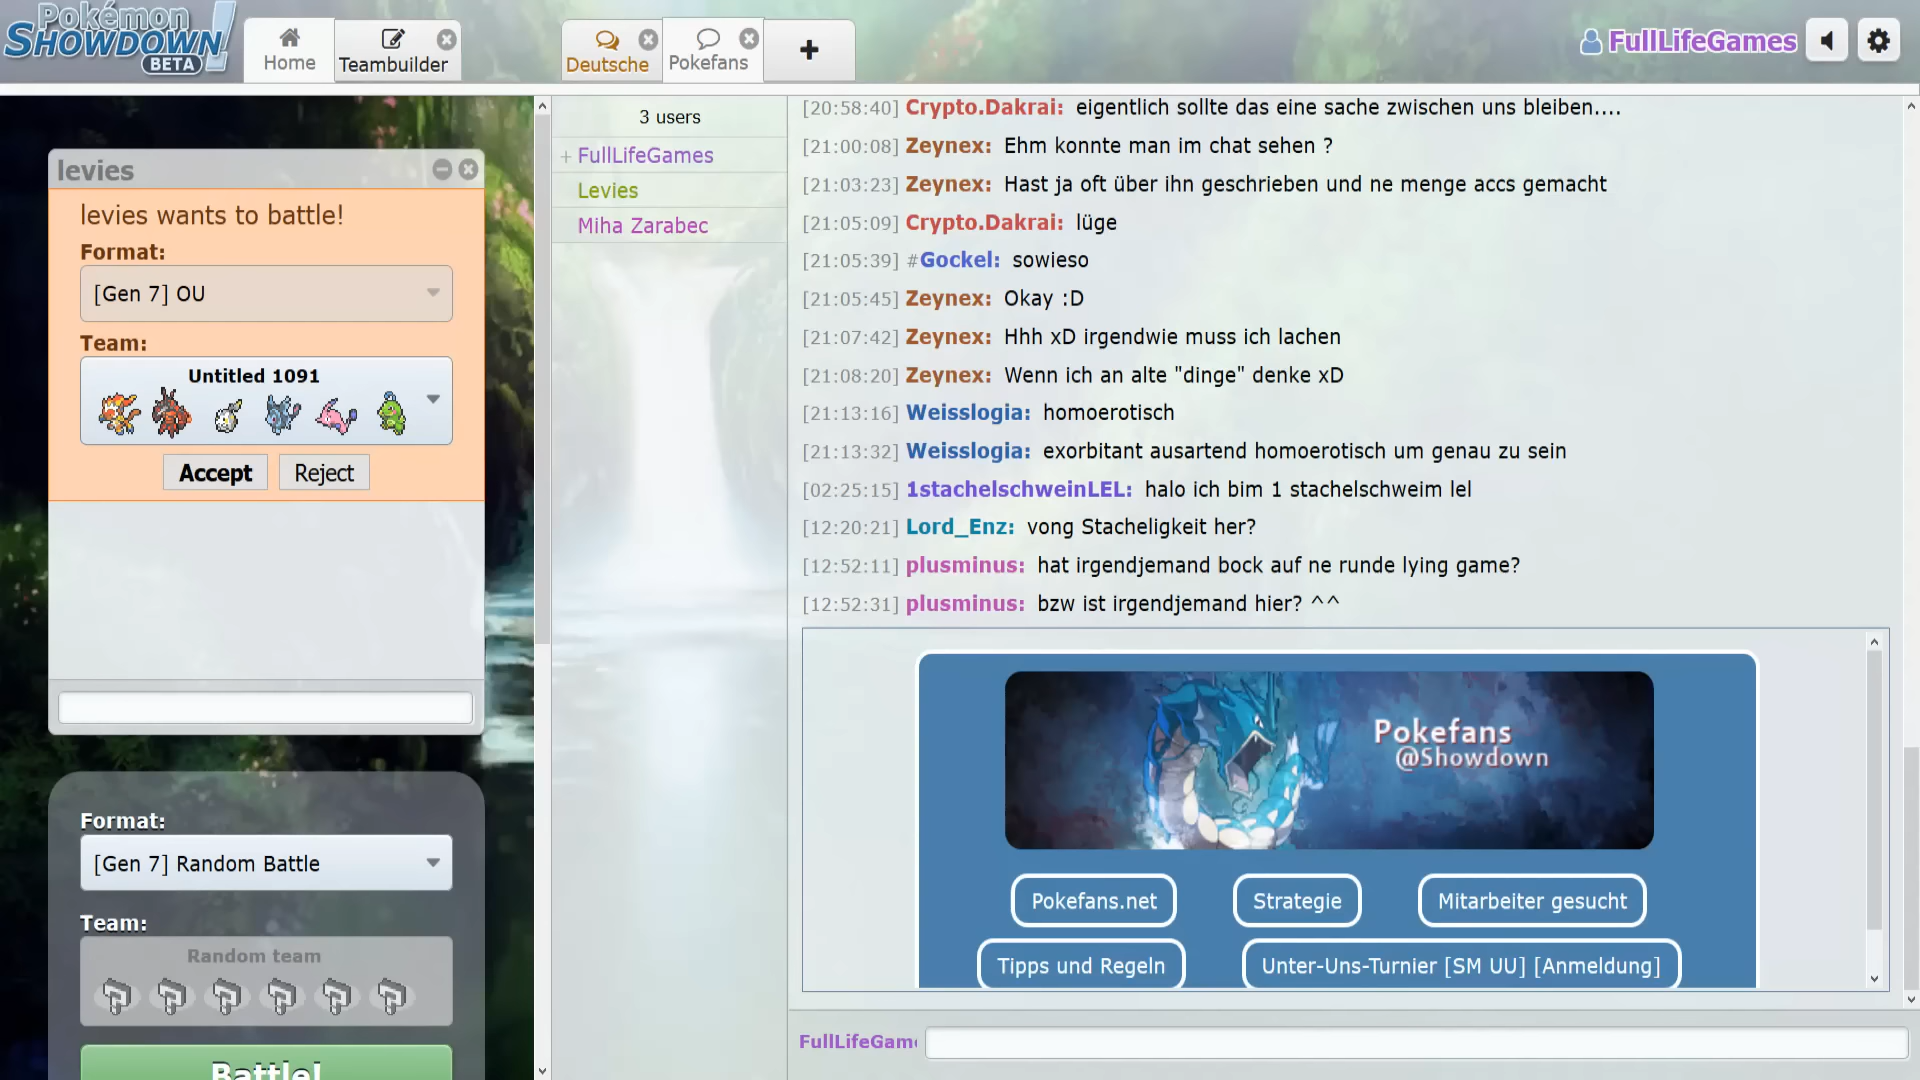 Pokémon
SHOWDOWN!
BETA
Home
Teambuilder
Deutsche
Pokefans
FullLifeGames
levies
levies wants to battle!
Format:
[Gen 7] OU
Team:
Untitled 1091
Accept
Reject
Format:
[Gen 7] Random Battle
Team:
Random team
Battle!
3 users
+ FullLifeGames
Levies
Miha Zarabec
[20:58:40] Crypto.Dakrai: eigentlich sollte das eine sache zwischen uns bleiben....
[21:00:08] Zeynex: Ehm konnte man im chat sehen ?
[21:03:23] Zeynex: Hast ja oft über ihn geschrieben und ne menge accs gemacht
[21:05:09] Crypto.Dakrai: lüge
[21:05:39] #Gockel: sowieso
[21:05:45] Zeynex: Okay :D
[21:07:42] Zeynex: Hhh xD irgendwie muss ich lachen
[21:08:20] Zeynex: Wenn ich an alte "dinge" denke xD
[21:13:16] Weisslogia: homoerotisch
[21:13:32] Weisslogia: exorbitant ausartend homoerotisch um genau zu sein
[02:25:15] 1stachelschweinLEL: halo ich bim 1 stachelschweim lel
[12:20:21] Lord_Enz: vong Stacheligkeit her?
[12:52:11] plusminus: hat irgendjemand bock auf ne runde lying game?
[12:52:31] plusminus: bzw ist irgendjemand hier? ^^
Pokefans
@Showdown
Pokefans.net
Strategie
Mitarbeiter gesucht
Tipps und Regeln
Unter-Uns-Turnier [SM UU] [Anmeldung]
FullLifeGam